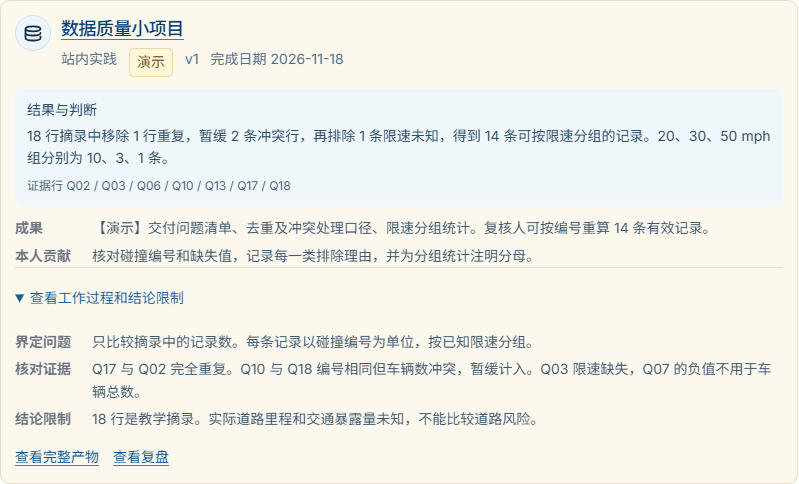 数据质量小项目
站内实践 演示 v1 完成日期 2026-11-18
结果与判断
18 行摘录中移除 1 行重复，暂缓 2 条冲突行，再排除 1 条限速未知，得到 14 条可按限速分组的记录。20、30、50 mph
组分别为 10、3、1 条。
证据行 Q02 / Q03 / Q06 / Q10 / Q13 / Q17 / Q18
成果 【演示】交付问题清单、去重及冲突处理口径、限速分组统计。复核人可按编号重算 14 条有效记录。
本人贡献 核对碰撞编号和缺失值，记录每一类排除理由，并为分组统计注明分母。
▼ 查看工作过程和结论限制
界定问题 只比较摘录中的记录数。每条记录以碰撞编号为单位，按已知限速分组。
核对证据 Q17 与 Q02 完全重复。Q10 与 Q18 编号相同但车辆数冲突，暂缓计入。Q03 限速缺失，Q07 的负值不用于车
辆总数。
结论限制 18 行是教学摘录。实际道路里程和交通暴露量未知，不能比较道路风险。
查看完整产物 查看复盘